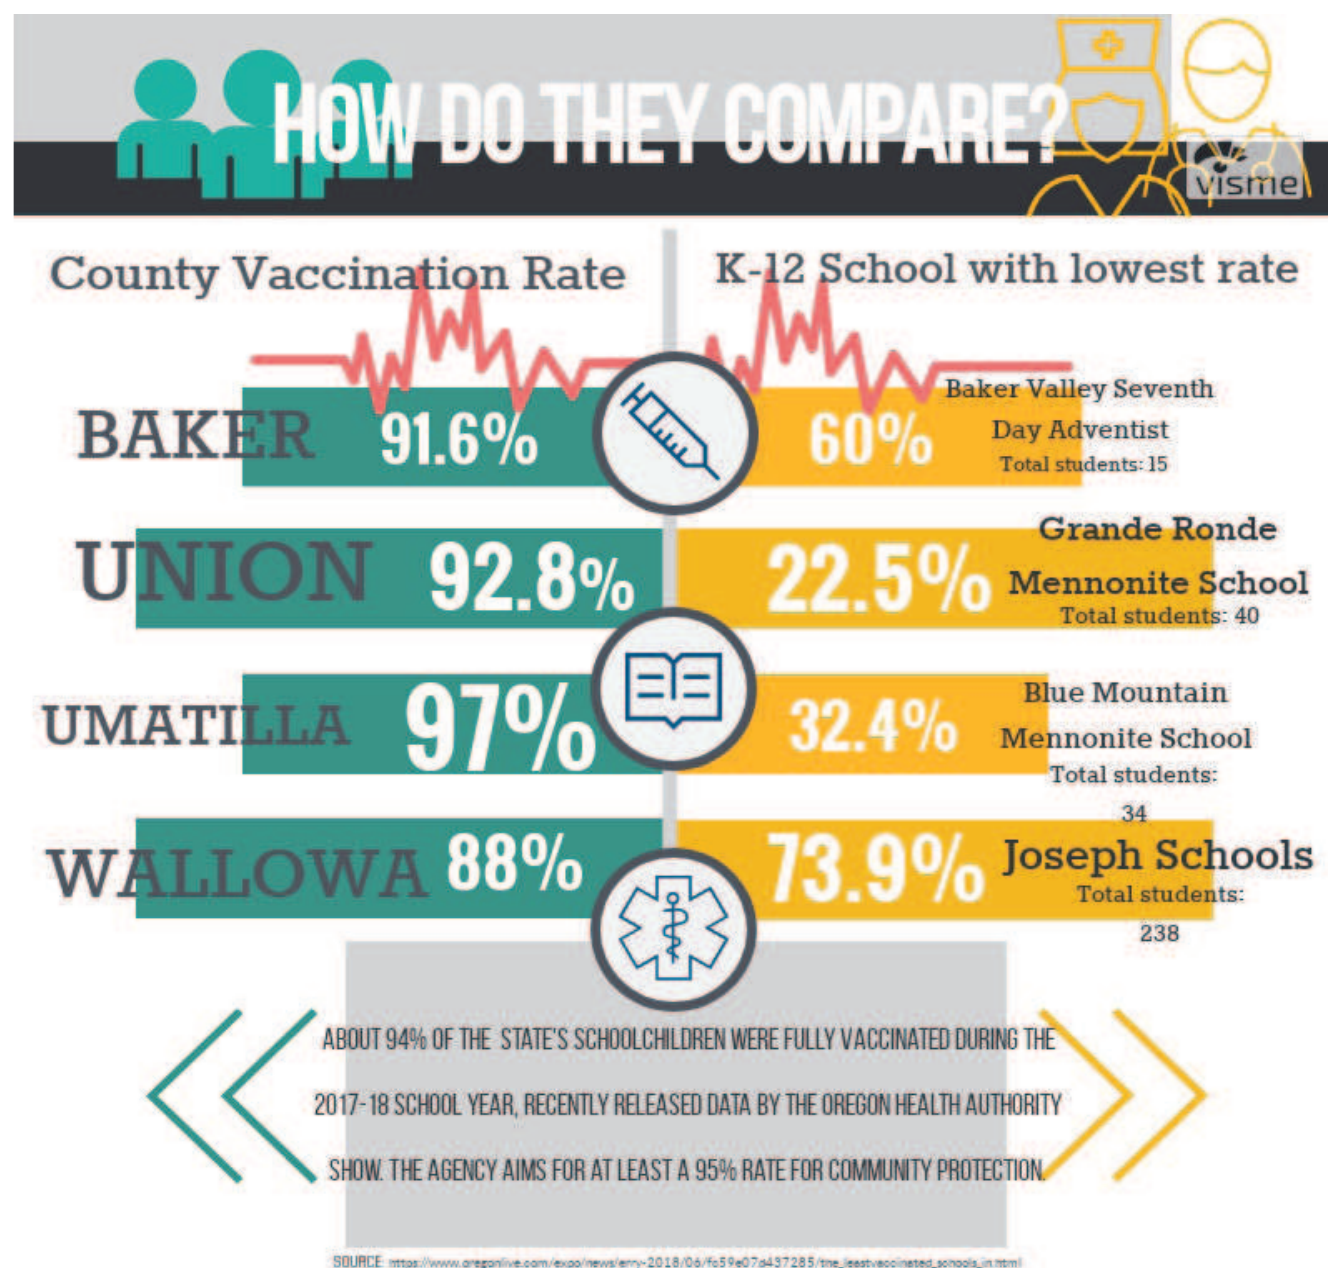 HOW DO THEY COMPARE?
visme
County Vaccination Rate
K-12 School with lowest rate
BAKER
91.6%
60%
Baker Valley Seventh
Day Adventist
Total students: 15
UNION
92.8%
22.5%
Grande Ronde
Mennonite School
Total students: 40
UMATILLA
97%
32.4%
Blue Mountain
Mennonite School
Total students:
34
WALLOWA
88%
73.9%
Joseph Schools
Total students:
238
ABOUT 94% OF THE STATE'S SCHOOLCHILDREN WERE FULLY VACCINATED DURING THE
2017-18 SCHOOL YEAR, RECENTLY RELEASED DATA BY THE OREGON HEALTH AUTHORITY
SHOW. THE AGENCY AIMS FOR AT LEAST A 95% RATE FOR COMMUNITY PROTECTION.
SOURCE: